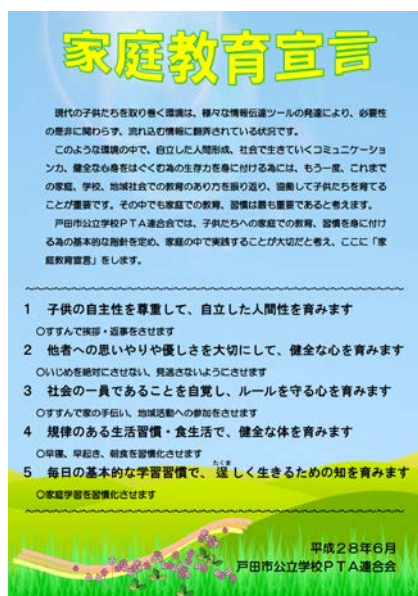 家庭教育宣言
現代の子供たちを取り巻く環境は、様々な情報伝達ツールの発達により、必要性
の是非に関わらず、流れ込む情報に翻弄されている状況です。
このような環境の中で、自立した人間形成、社会で生きていくコミュニケーショ
ン力、健全な心身をはぐくむ為の生存力を身に付ける為には、もう一度、これまで
の家庭、学校、地域社会での教育のあり方を振り返り、協働して子供たちを育てる
ことが重要です。その中でも家庭での教育、習慣は最も重要であると考えます。
戸田市公立学校PTA連合会では、子供たちへの家庭での教育、習慣を身に付け
る為の基本的な指針を定め、家庭の中で実践することが大切だと考え、ここに「家
庭教育宣言」をします。
1 子供の自主性を尊重して、自立した人間性を育みます
○すすんで挨拶・返事をさせます
2 他者への思いやりや優しさを大切にして、健全な心を育みます
○いじめを絶対にさせない、見逃さないようにさせます
3 社会の一員であることを自覚し、ルールを守る心を育みます
○すすんで家の手伝い、地域活動への参加をさせます
4 規律のある生活習慣・食生活で、健全な体を育みます
○早寝、早起き、朝食を習慣化させます
5 毎日の基本的な学習習慣で、逞しく生きるための知を育みます
たくま
○家庭学習を習慣化させます
平成28年6月
戸田市公立学校PTA連合会